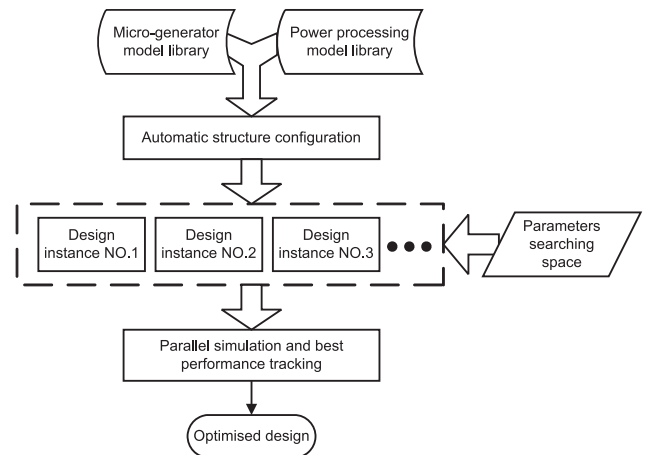 Micro-generator
model library
Power processing
model library
Automatic structure configuration
Design
instance NO.1
Design
instance NO.2
Design
instance NO.3
Parameters
searching
space
Parallel simulation and best
performance tracking
Optimised design